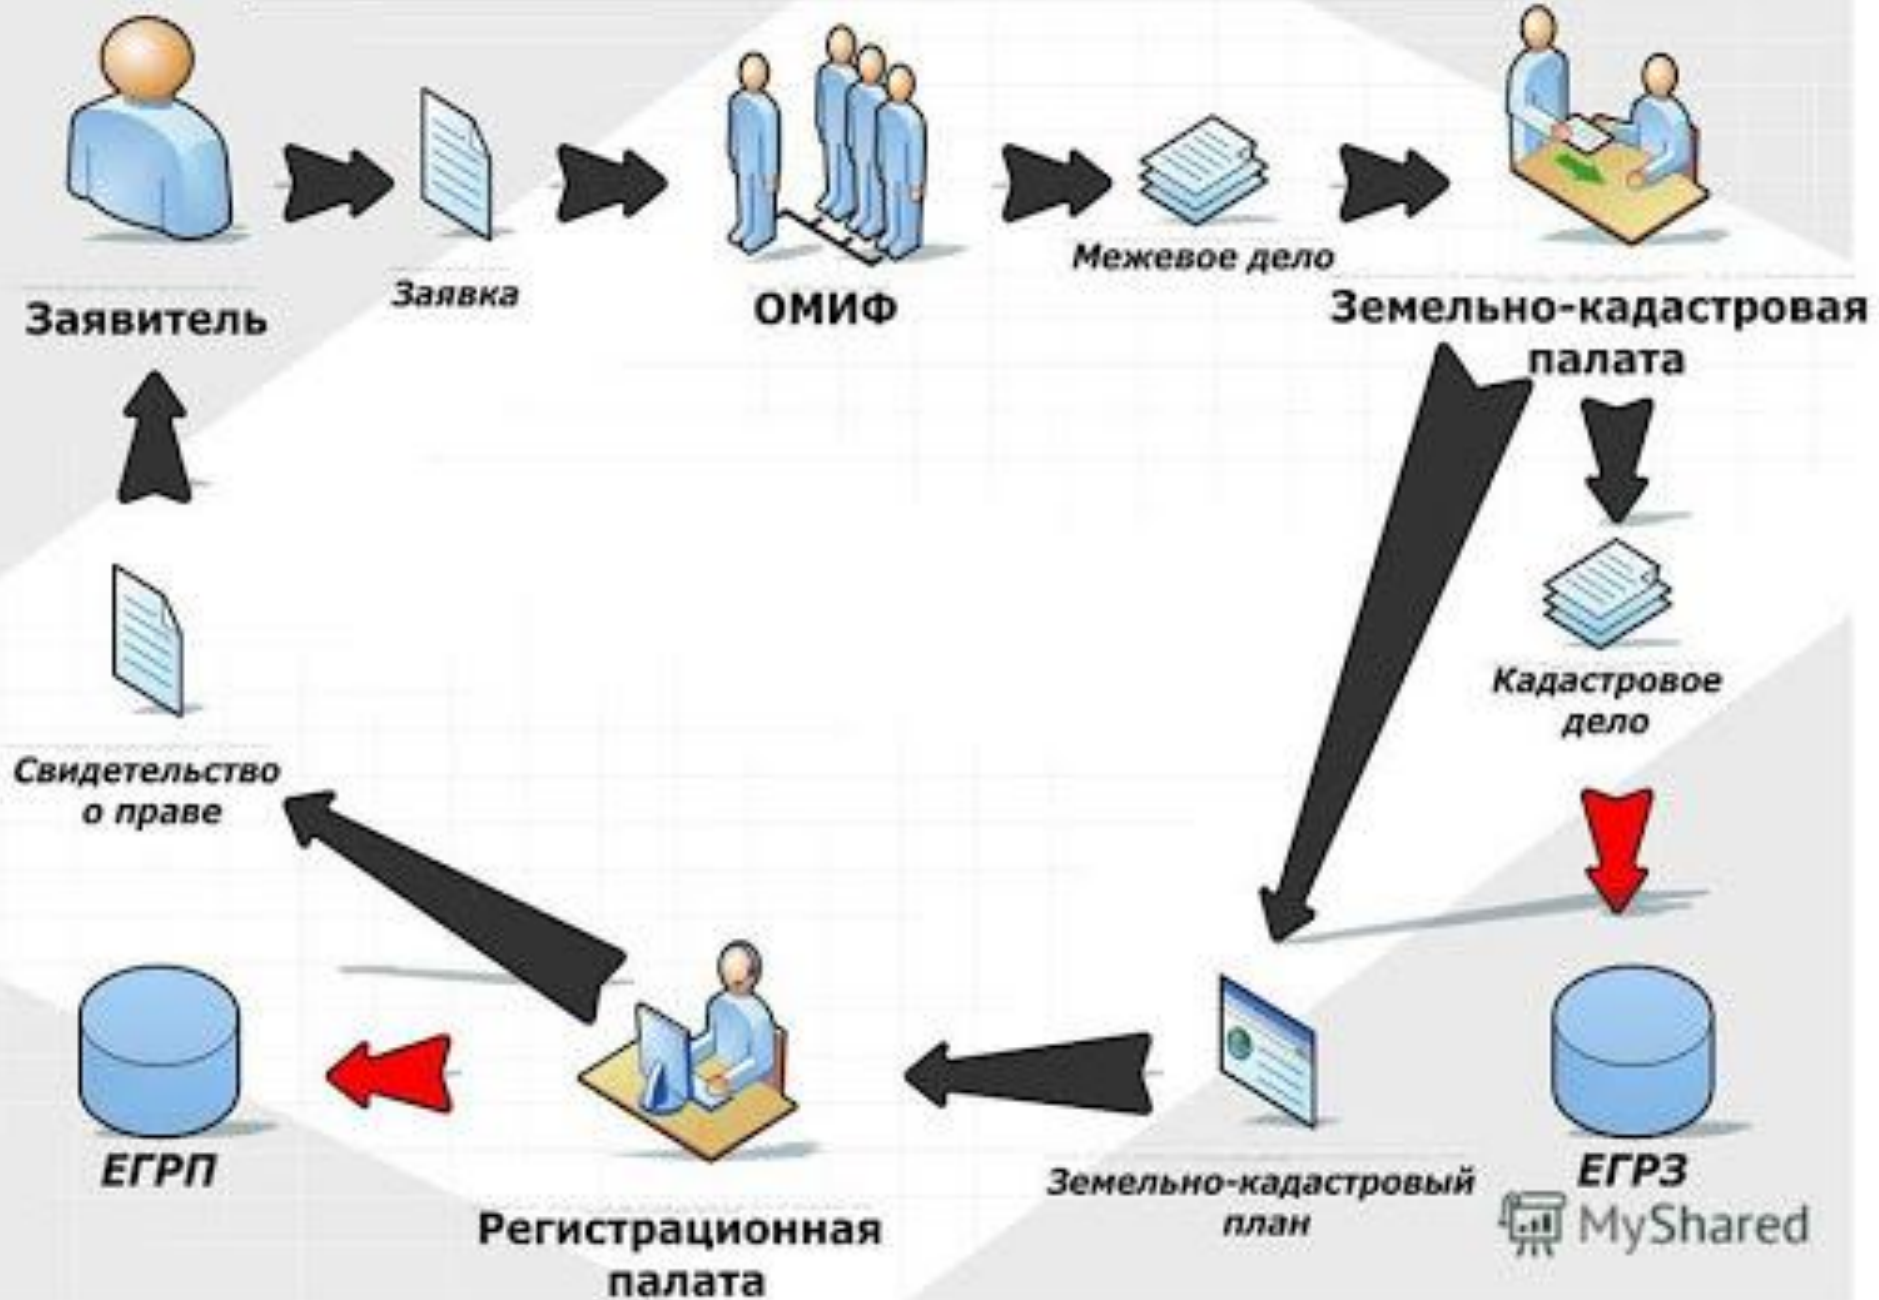 Заявитель
Заявка
ОМИФ
Межевое дело
Земельно-кадастровая
палата
Кадастровое
дело
Свидетельство
о праве
ЕГРП
Регистрационная
палата
Земельно-кадастровый
план
ЕГРЗ
MyShared